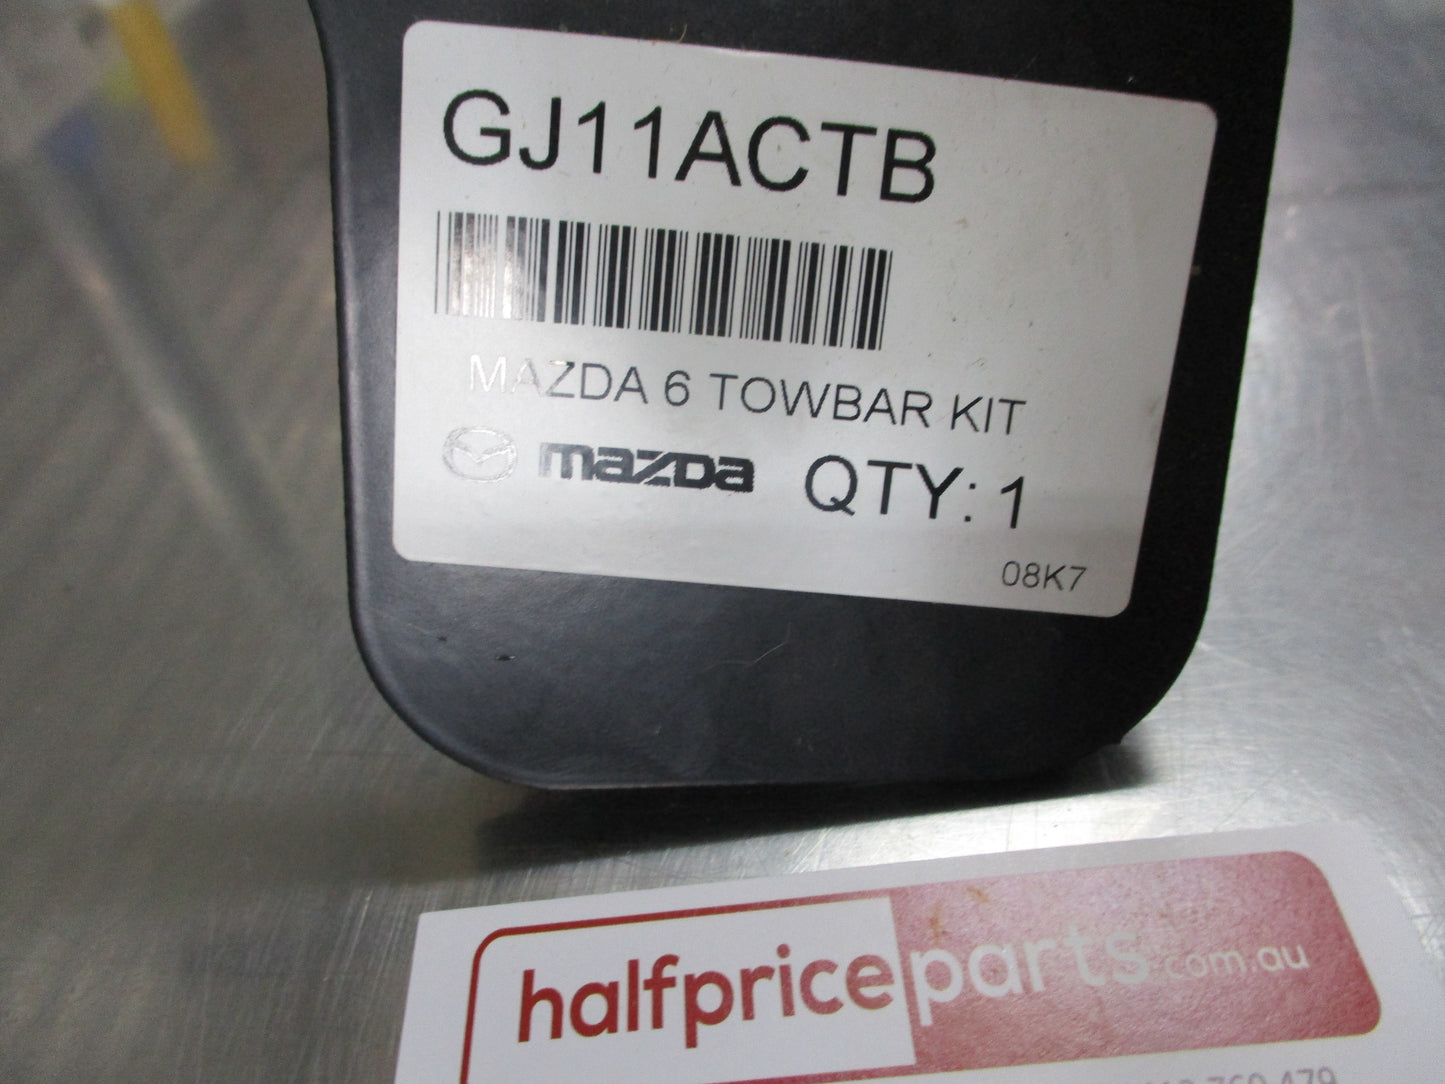 GJ11ACTB
MAZDA 6 TOWBAR KIT
mazda QTY: 1
08K7
halfpriceparts.com.au